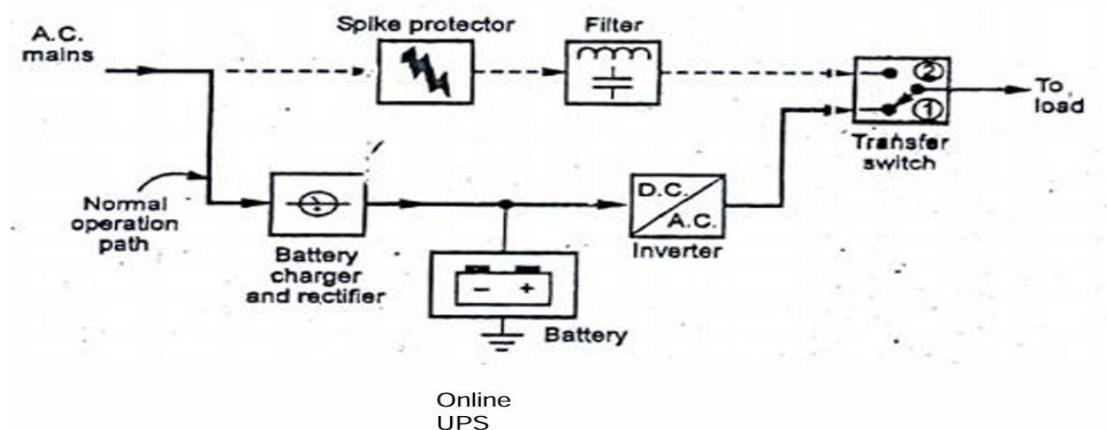 A.C.
mains
Spike protector
Filter
②
①
To
load
Transfer
switch
Normal
operation
path
Battery
charger
and rectifier
D.C.
A.C.
Inverter
− +
Battery
Online
UPS